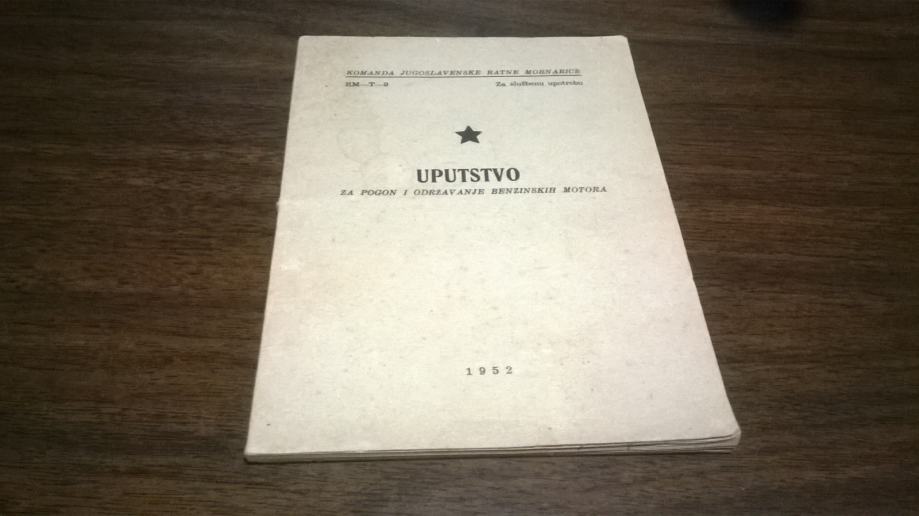 KOMANDA JUGOSLAVENSKE RATNE MORNARICE
RM—T—9 Za službenu upotrebu
UPUTSTVO
ZA POGON I ODRŽAVANJE BENZINSKIH MOTORA
1952